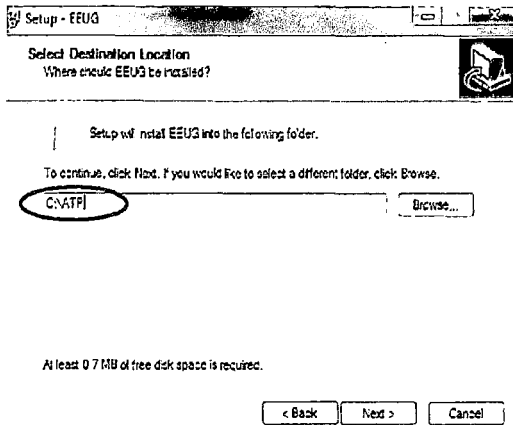 Setup - EEUG
Select Destination Location
Where should EEUG be installed?
Setup will install EEUG into the following folder.
To continue, click Next. If you would like to select a different folder, click Browse.
C:\ATP
Browse...
At least 0.7 MB of free disk space is required.
< Back
Next >
Cancel